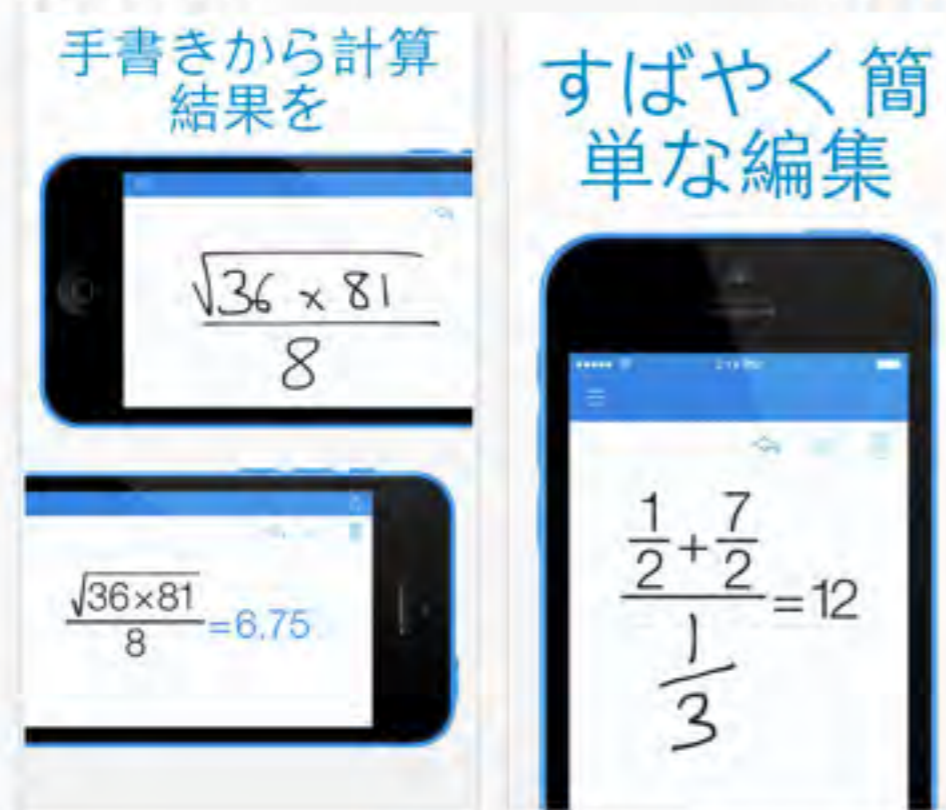 手書きから計算
結果を
√36 x 81
8
√36×81
8
=6.75
すばやく簡
単な編集
1/2 + 7/2
=12
1/3